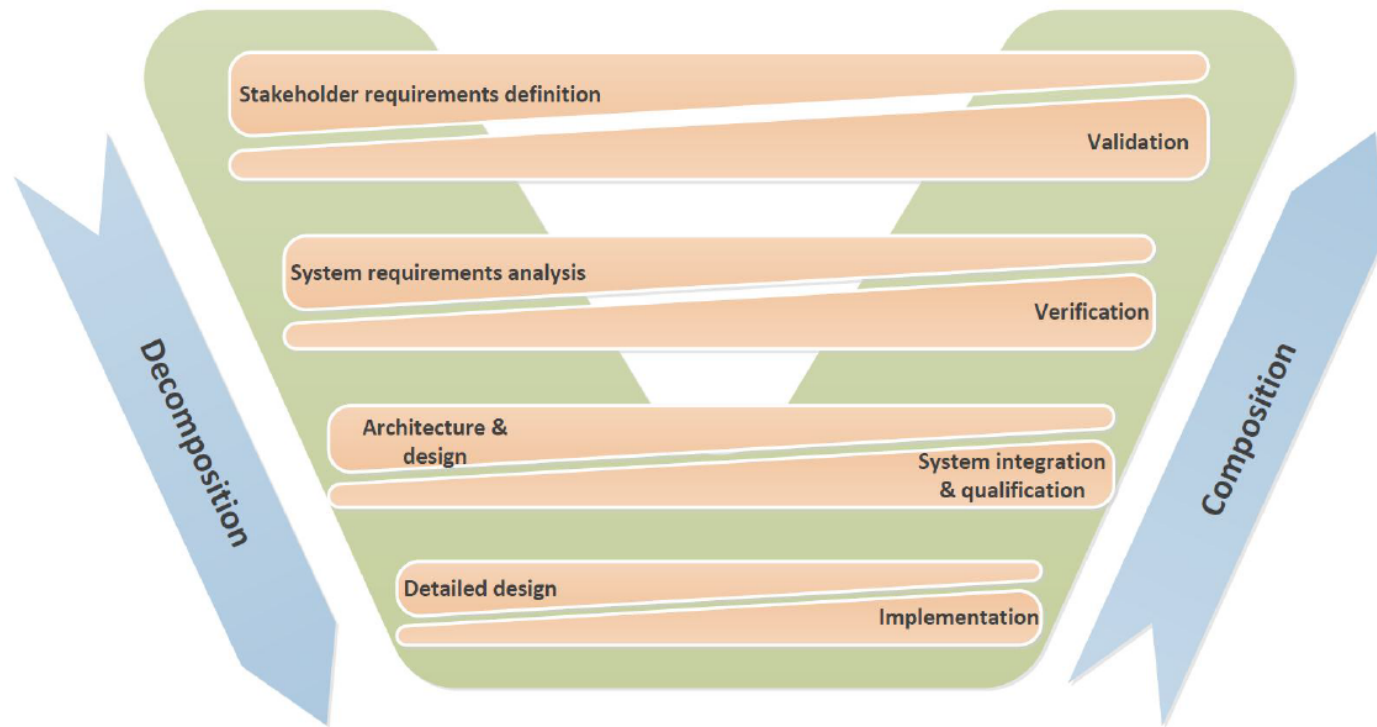 Stakeholder requirements definition
Validation
System requirements analysis
Verification
Decomposition
Composition
Architecture &
design
System integration
& qualification
Detailed design
Implementation